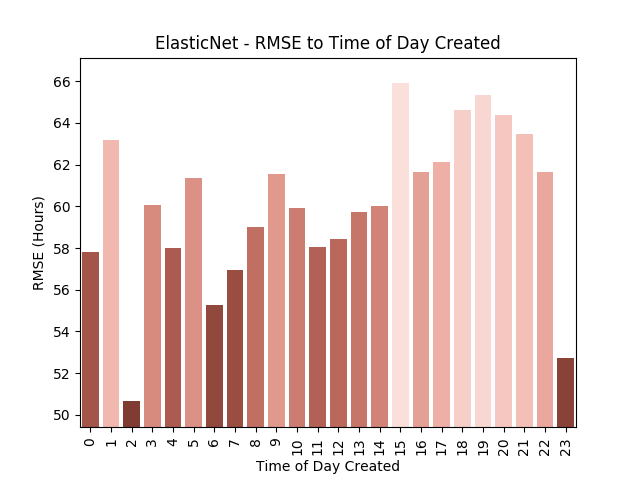 ElasticNet - RMSE to Time of Day Created
RMSE (Hours)
66
64
62
60
58
56
54
52
50
0 1 2 3 4 5 6 7 8 9 10 11 12 13 14 15 16 17 18 19 20 21 22 23
Time of Day Created